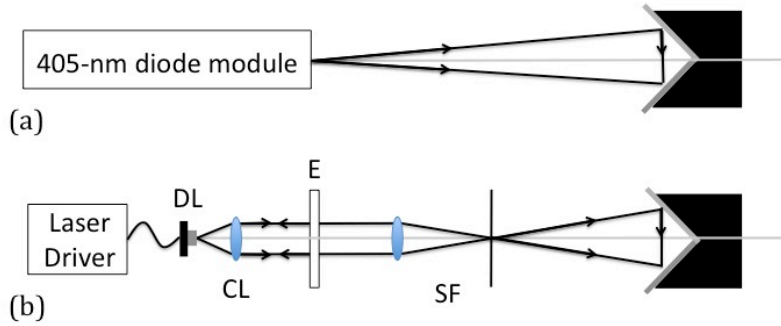 405-nm diode module
(a)
E
DL
Laser
Driver
CL
SF
(b)